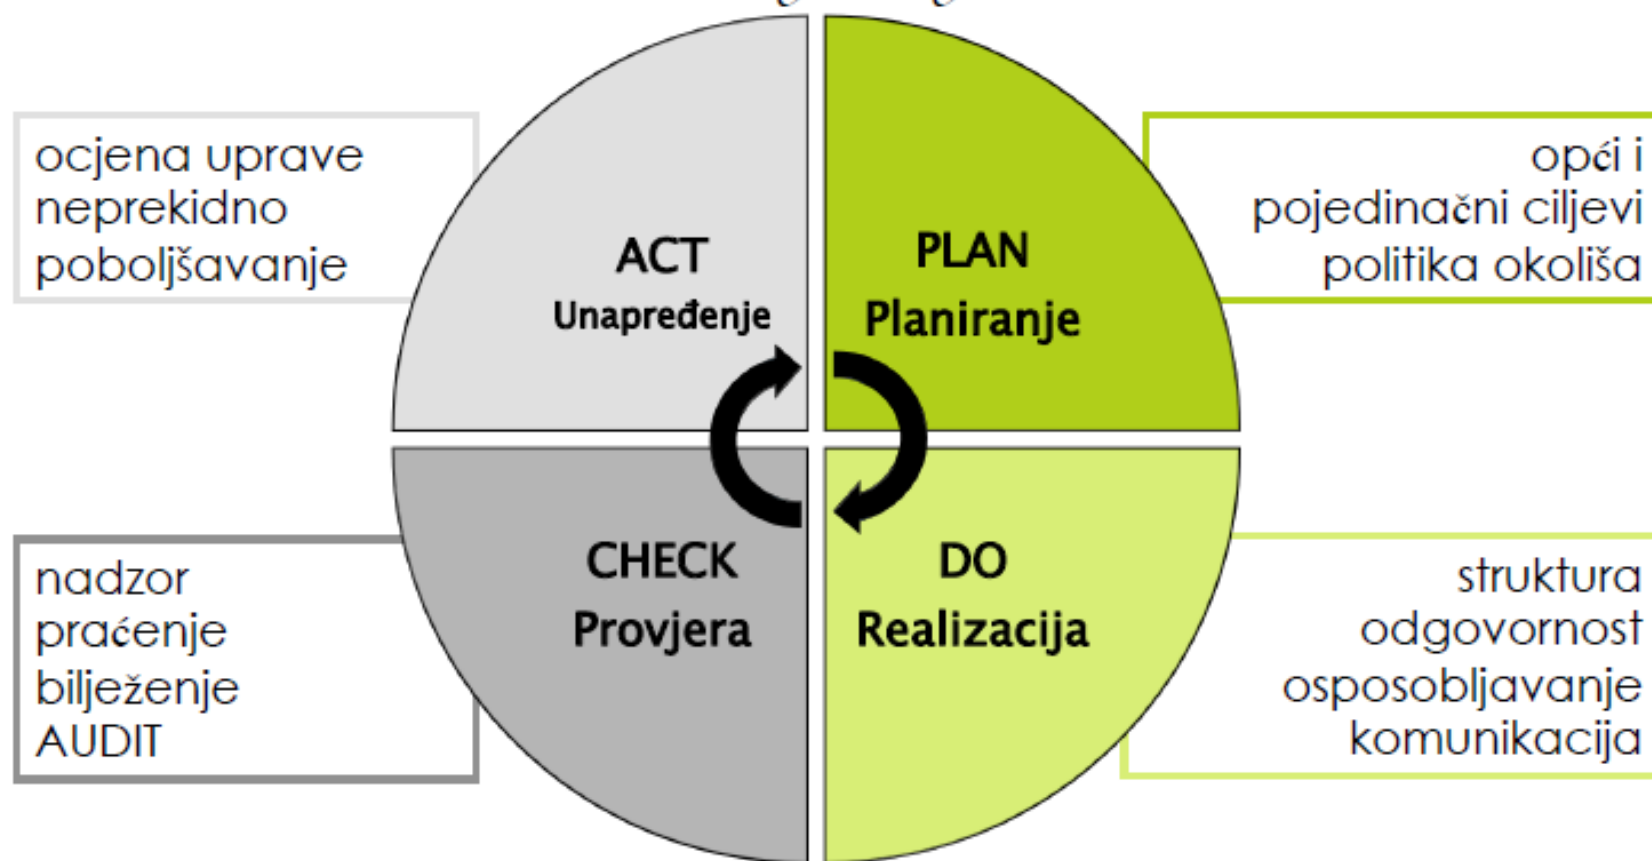 ocjena uprave
neprekidno
poboljšavanje
ACT
Unapređenje
PLAN
Planiranje
opći i
pojedinačni ciljevi
politika okoliša
nadzor
praćenje
bilježenje
AUDIT
CHECK
Provjera
DO
Realizacija
struktura
odgovornost
osposobljavanje
komunikacija